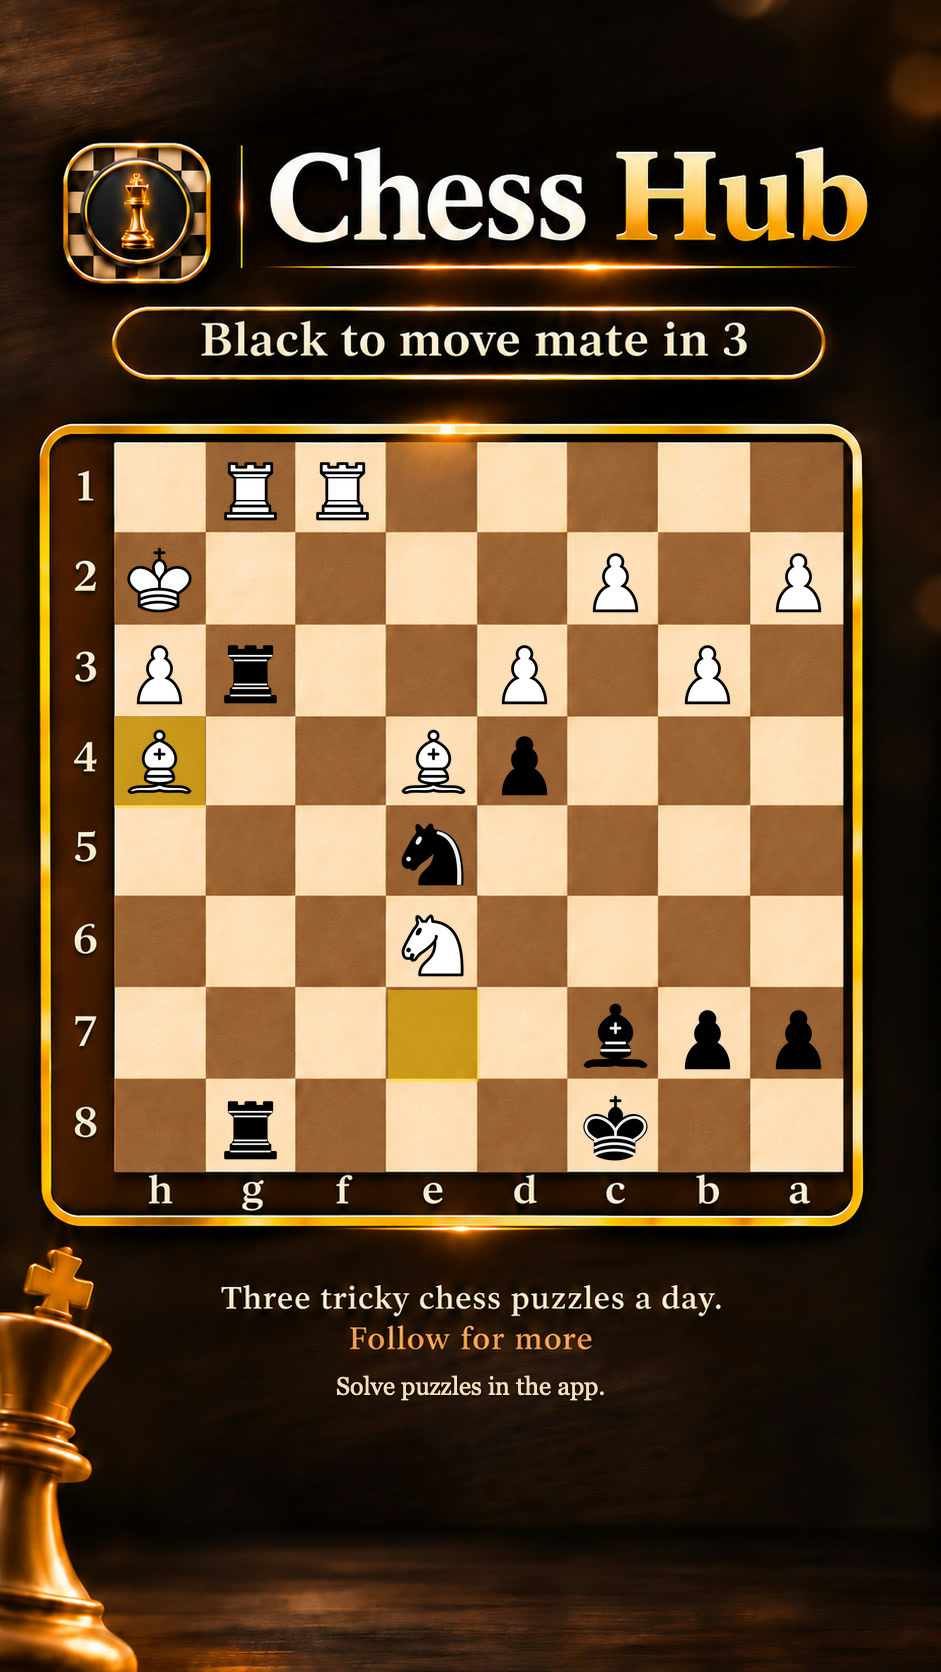 Chess Hub
Black to move mate in 3
1
2
3
4
5
6
7
8
h g f e d c b a
Three tricky chess puzzles a day.
Follow for more
Solve puzzles in the app.